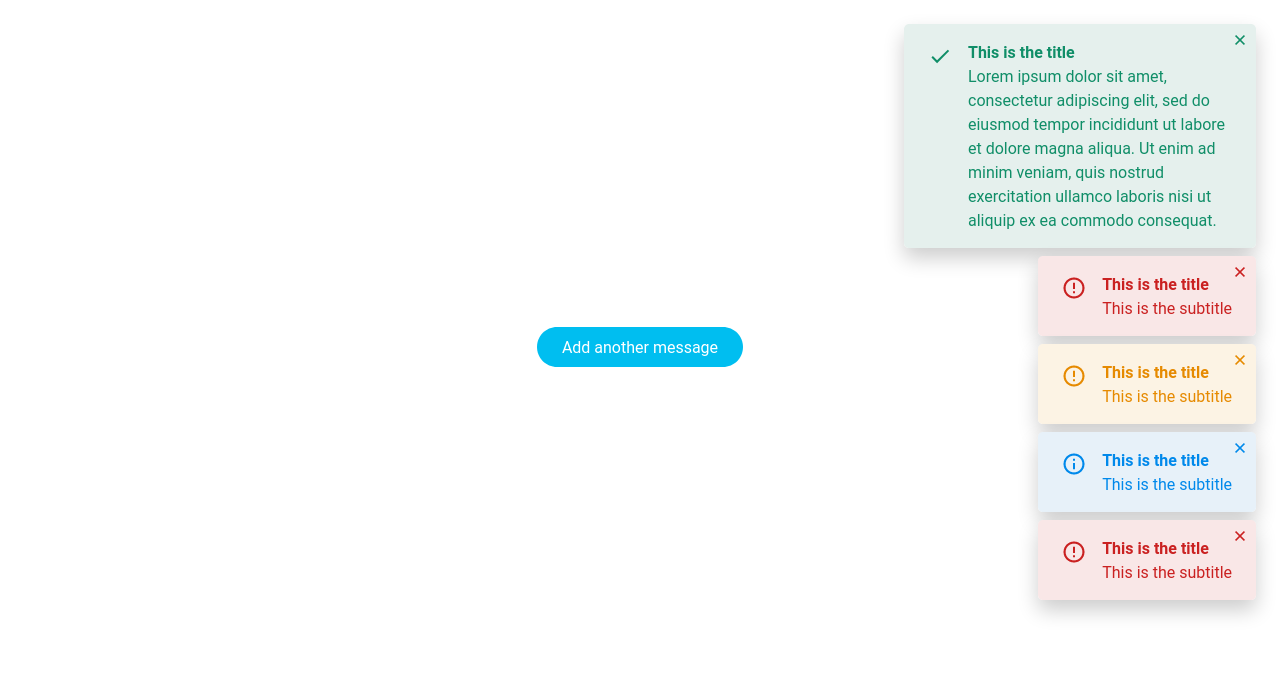 This is the title
Lorem ipsum dolor sit amet,
consectetur adipiscing elit, sed do
eiusmod tempor incididunt ut labore
et dolore magna aliqua. Ut enim ad
minim veniam, quis nostrud
exercitation ullamco laboris nisi ut
aliquip ex ea commodo consequat.
This is the title
This is the subtitle
Add another message
This is the title
This is the subtitle
This is the title
This is the subtitle
This is the title
This is the subtitle